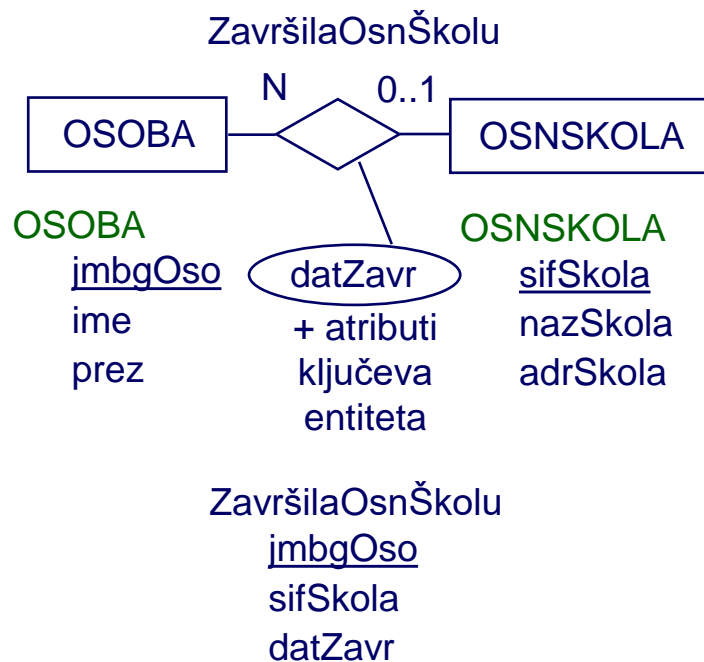 ZavršilaOsnŠkolu
N 0..1
OSOBA OSNSKOLA
OSOBA
jmbgOso
ime
prez
datZavr
+ atributi
ključeva
entiteta
OSNSKOLA
sifSkola
nazSkola
adrSkola
ZavršilaOsnŠkolu
jmbgOso
sifSkola
datZavr